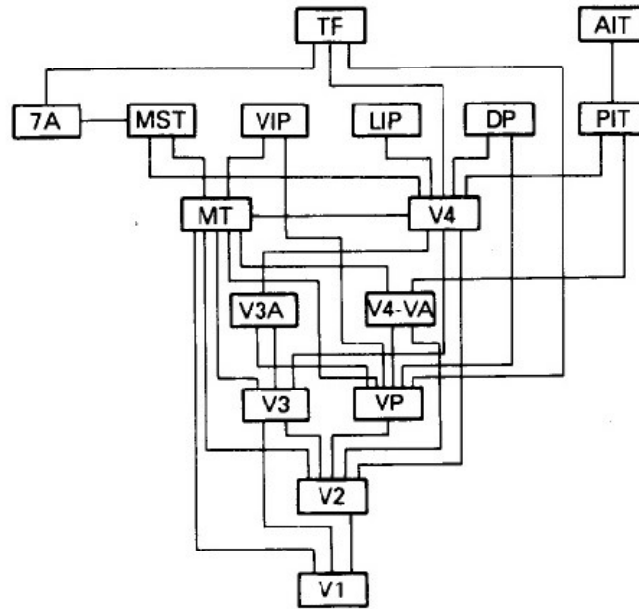 TF AIT
7A MST VIP LIP DP PIT
MT V4
V3A V4-VA
V3 VP
V2
V1